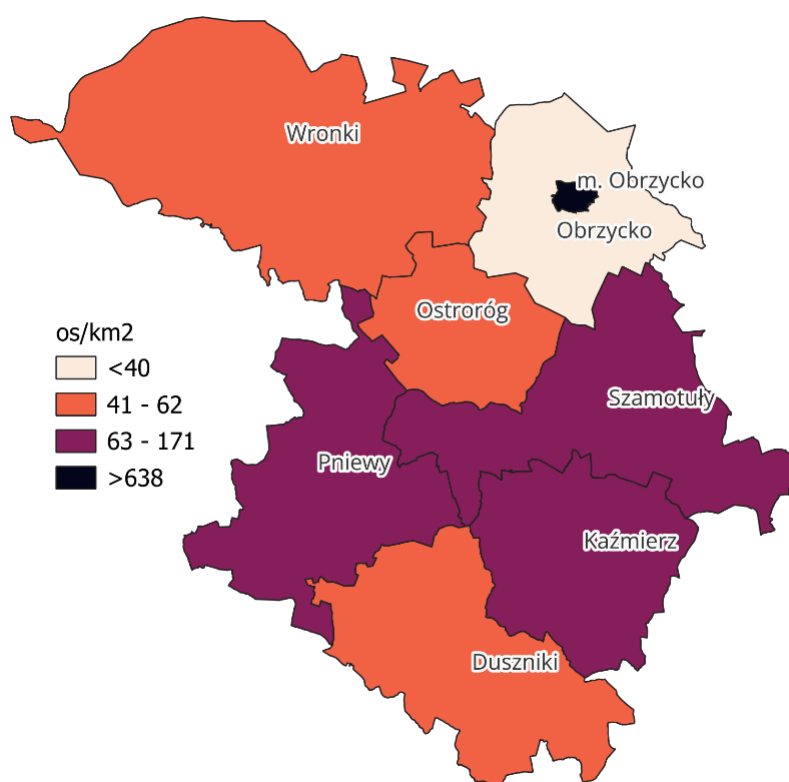 Wronki
m. Obrzycko
Obrzycko
Ostroróg
os/km2
<40
41 - 62
63 - 171
>638
Szamotuły
Pniewy
Kaźmierz
Duszniki